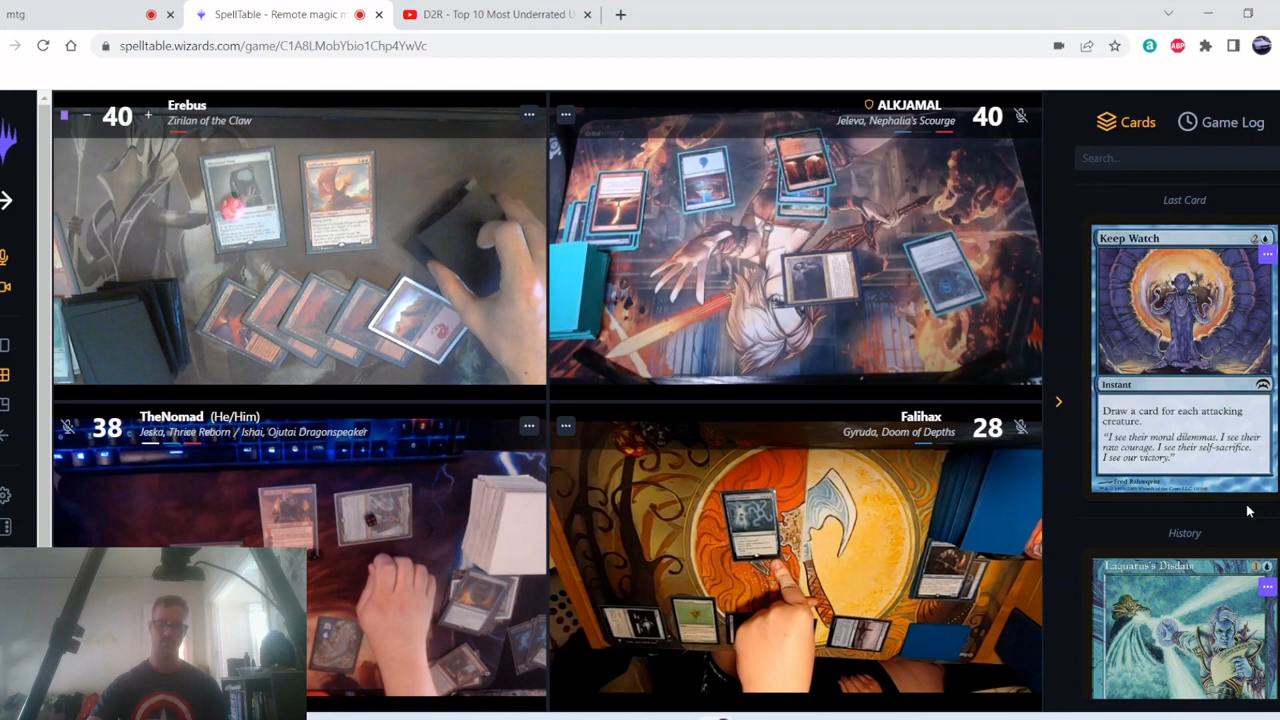 mtg
SpellTable - Remote magic m
D2R - Top 10 Most Underrated U
spelltable.wizards.com/game/C1A8LMobYbio1Chp4YwVc
ABP
40
Erebus
Zirilan of the Claw
ALKJAMAL
Jeleva, Nephalia's Scourge
40
38
TheNomad (He/Him)
Jeska, Thrice Reborn / Ishai, Ojutai Dragonspeaker
Falihax
Gyruda, Doom of Depths
28
Cards
Game Log
Search...
Last Card
Keep Watch
2
Instant
Draw a card for each attacking
creature.
"I see their moral dilemmas. I see their
raw courage. I see their self-sacrifice.
I see our victory."
History
Laquatus's Disdain
1